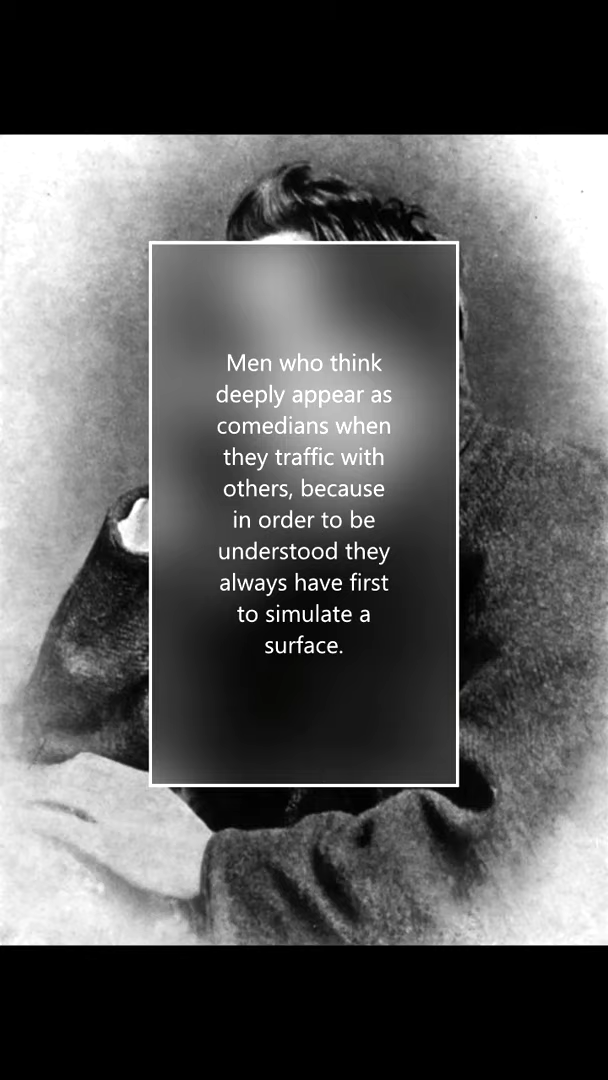 Men who think
deeply appear as
comedians when
they traffic with
others, because
in order to be
understood they
always have first
to simulate a
surface.